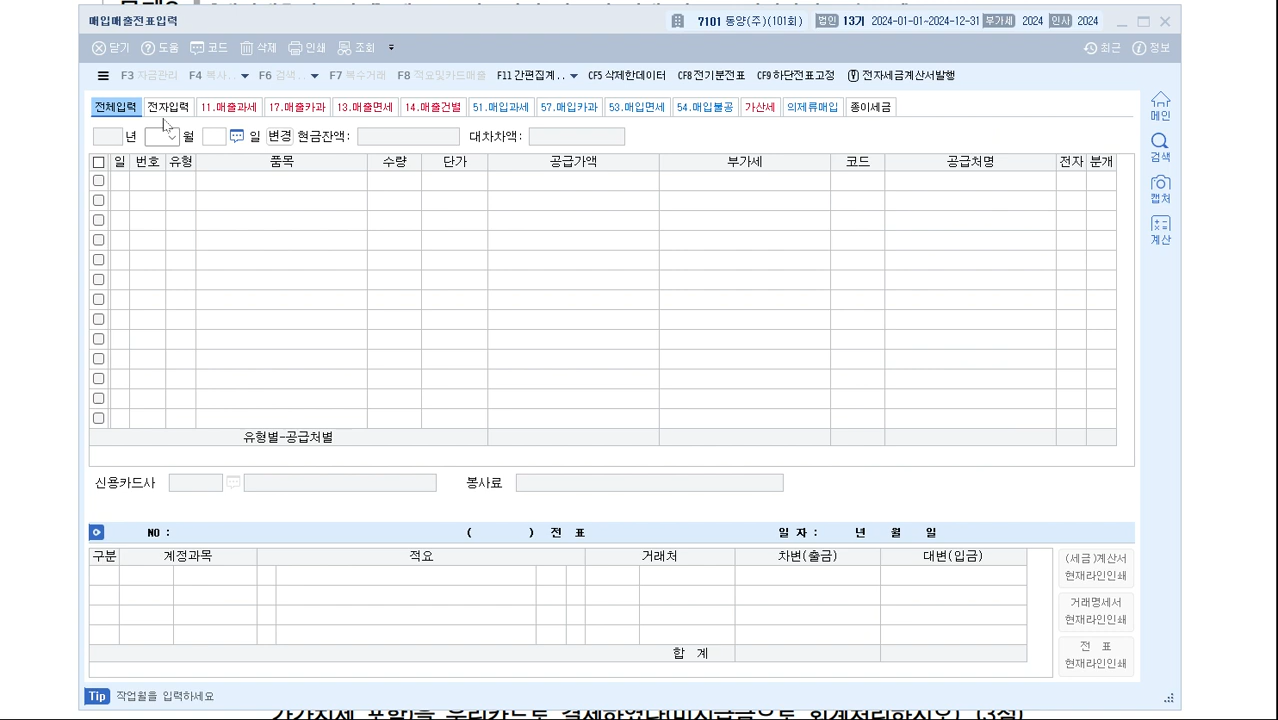 매입매출전표입력 7101 동양(주)(101회) 법인 13기 2024-01-01~2024-12-31 부가세 2024 인사 2024
닫기 도움 코드 삭제 인쇄 조회 최근 정보
F3 자금관리 F4 복사.. F6 검색.. F7 복수거래 F8 적요및카드매출 F11 간편집계.. CF5 삭제한데이터 CF8 전기분전표 CF9 하단전표고정 전자세금계산서발행
전체입력 전자입력 11.매출과세 17.매출카과 13.매출면세 14.매출건별 51.매입과세 57.매입카과 53.매입면세 54.매입불공 가산세 의제류매입 종이세금
년 월 일 변경 현금잔액: 대차차액:
일 번호 유형 품목 수량 단가 공급가액 부가세 코드 공급처명 전자 분개
메인
검색
캡처
계산
유형별-공급처별
신용카드사 봉사료
NO : ( ) 전 표 일 자 : 년 월 일
구분 계정과목 적요 거래처 차변(출금) 대변(입금)
합 계
(세금)계산서
현재라인인쇄
거래명세서
현재라인인쇄
전 표
현재라인인쇄
Tip 작업월을 입력하세요